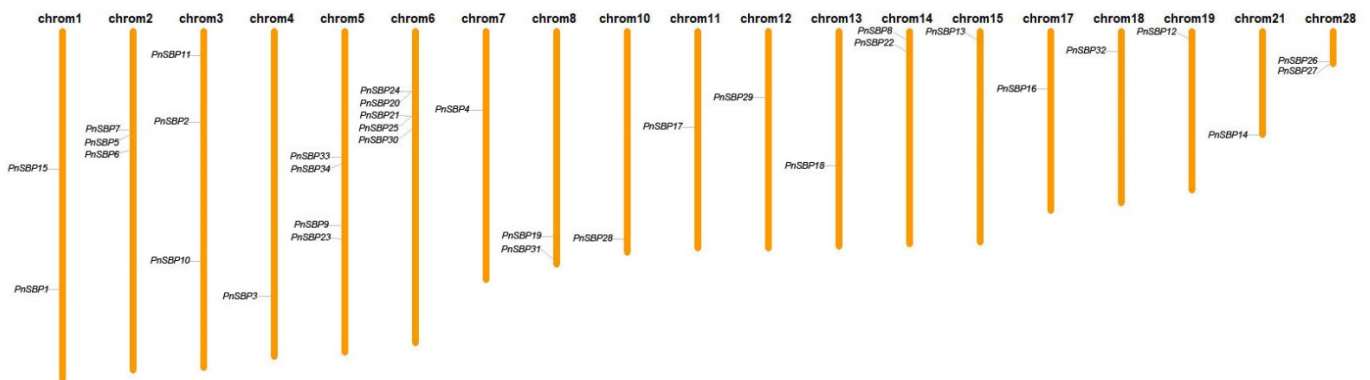 chrom1 chrom2 chrom3 chrom4 chrom5 chrom6 chrom7 chrom8 chrom10 chrom11 chrom12 chrom13 chrom14 chrom15 chrom17 chrom18 chrom19 chrom21 chrom28
PnSBP15
PnSBP1
PnSBP7
PnSBP5
PnSBP6
PnSBP11
PnSBP2
PnSBP10
PnSBP3
PnSBP33
PnSBP34
PnSBP9
PnSBP23
PnSBP24
PnSBP20
PnSBP21
PnSBP25
PnSBP30
PnSBP4
PnSBP19
PnSBP31
PnSBP28
PnSBP17
PnSBP29
PnSBP18
PnSBP8
PnSBP22
PnSBP13
PnSBP16
PnSBP32
PnSBP12
PnSBP14
PnSBP26
PnSBP27